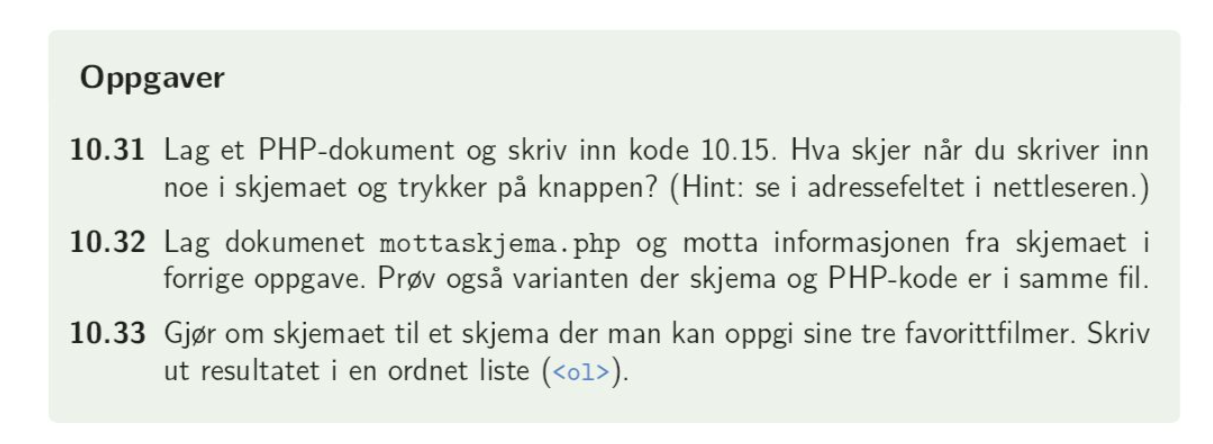 Oppgaver
10.31 Lag et PHP-dokument og skriv inn kode 10.15. Hva skjer når du skriver inn
noe i skjemaet og trykker på knappen? (Hint: se i adressefeltet i nettleseren.)
10.32 Lag dokumenet mottaskjema.php og motta informasjonen fra skjemaet i
forrige oppgave. Prøv også varianten der skjema og PHP-kode er i samme fil.
10.33 Gjør om skjemaet til et skjema der man kan oppgi sine tre favorittfilmer. Skriv
ut resultatet i en ordnet liste (<ol>).